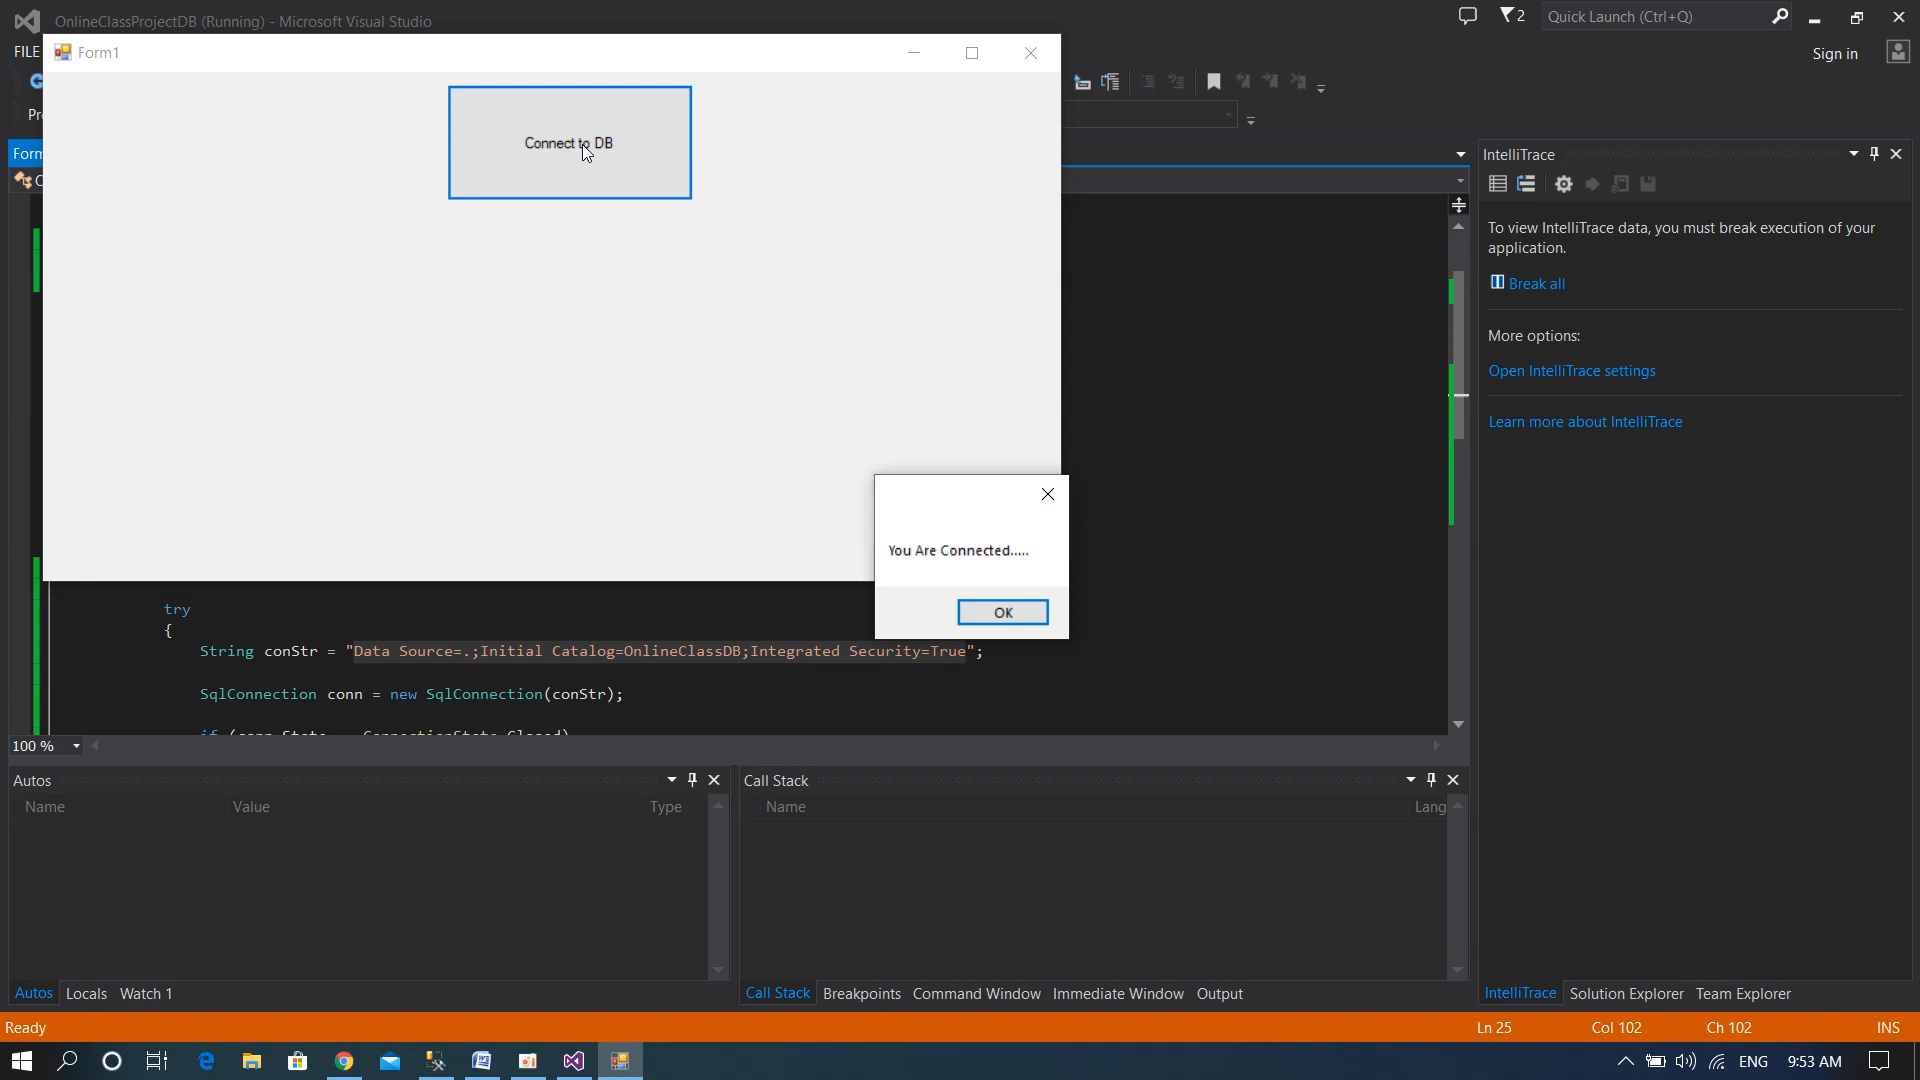 OnlineClassProjectDB (Running) - Microsoft Visual Studio
2
Quick Launch (Ctrl+Q)
FILE
Form1
Sign in
Connect to DB
IntelliTrace
To view IntelliTrace data, you must break execution of your
application.
Break all
More options:
Open IntelliTrace settings
Learn more about IntelliTrace
You Are Connected.....
OK
try
{
String conStr = "Data Source=.;Initial Catalog=OnlineClassDB;Integrated Security=True";
SqlConnection conn = new SqlConnection(conStr);
100 %
Autos
Name Value Type
Call Stack
Name Lang
Autos Locals Watch 1
Call Stack Breakpoints Command Window Immediate Window Output
IntelliTrace Solution Explorer Team Explorer
Ready
Ln 25 Col 102 Ch 102 INS
ENG 9:53 AM